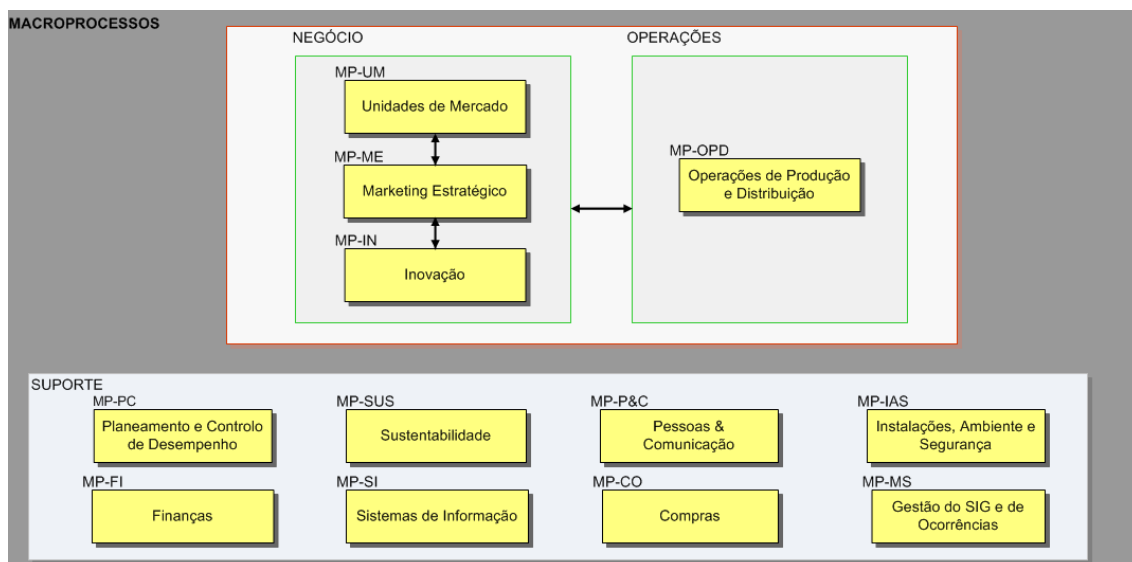 MACROPROCESSOS
NEGÓCIO
OPERAÇÕES
MP-UM
Unidades de Mercado
MP-ME
Marketing Estratégico
MP-IN
Inovação
MP-OPD
Operações de Produção
e Distribuição
SUPORTE
MP-PC
Planeamento e Controlo
de Desempenho
MP-SUS
Sustentabilidade
MP-P&C
Pessoas &
Comunicação
MP-IAS
Instalações, Ambiente e
Segurança
MP-FI
Finanças
MP-SI
Sistemas de Informação
MP-CO
Compras
MP-MS
Gestão do SIG e de
Ocorrências